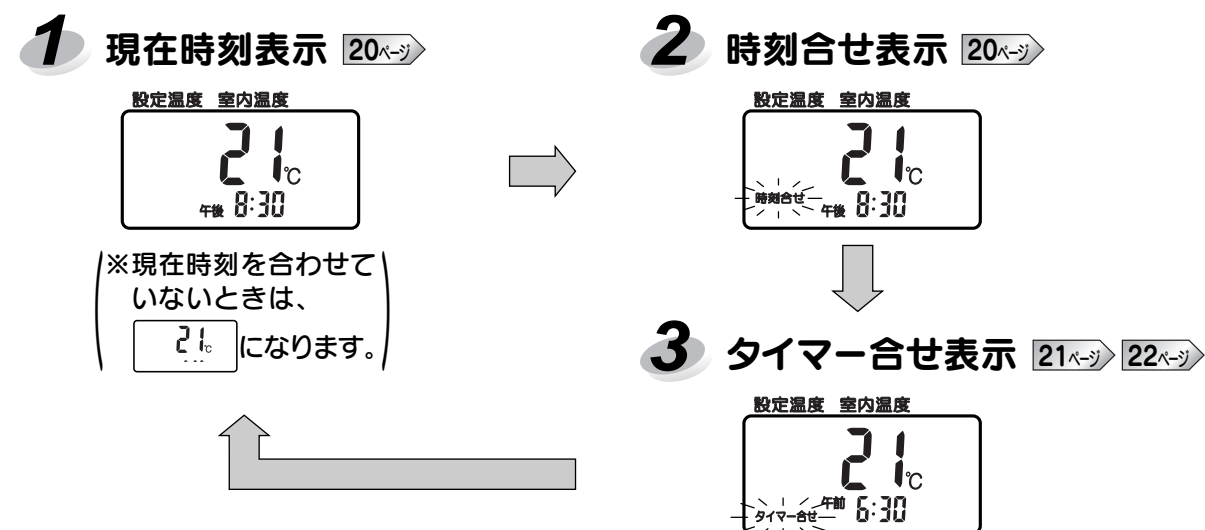 1 現在時刻表示 20ページ
設定温度 室内温度
21℃
午後 8:30
※現在時刻を合わせて
いないときは、
21℃ になります。
-:--
2 時刻合せ表示 20ページ
設定温度 室内温度
21℃
時刻合せ 午後 8:30
3 タイマー合せ表示 21ページ 22ページ
設定温度 室内温度
21℃
タイマー合せ 午前 6:30